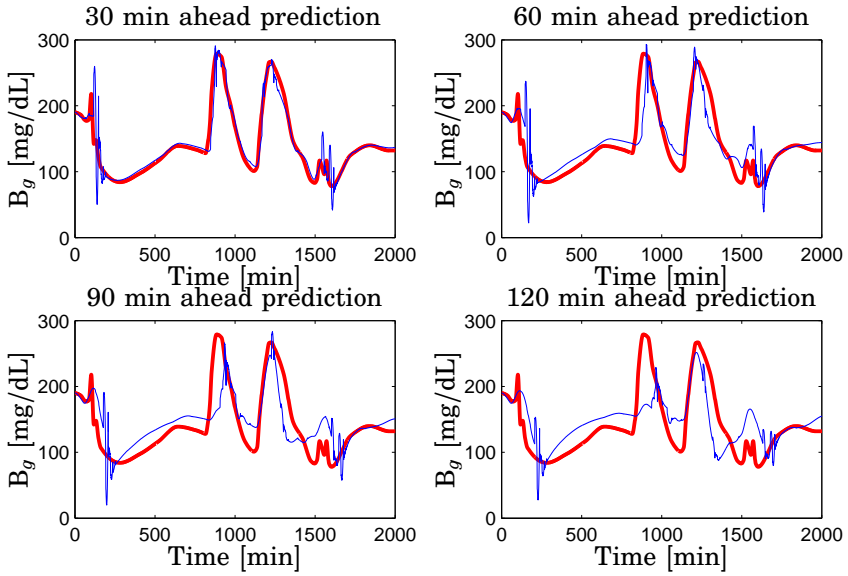 30 min ahead prediction
300
200
100
0
B_g [mg/dL]
0 500 1000 1500 2000
Time [min]
60 min ahead prediction
300
200
100
0
B_g [mg/dL]
0 500 1000 1500 2000
Time [min]
90 min ahead prediction
300
200
100
0
B_g [mg/dL]
0 500 1000 1500 2000
Time [min]
120 min ahead prediction
300
200
100
0
B_g [mg/dL]
0 500 1000 1500 2000
Time [min]